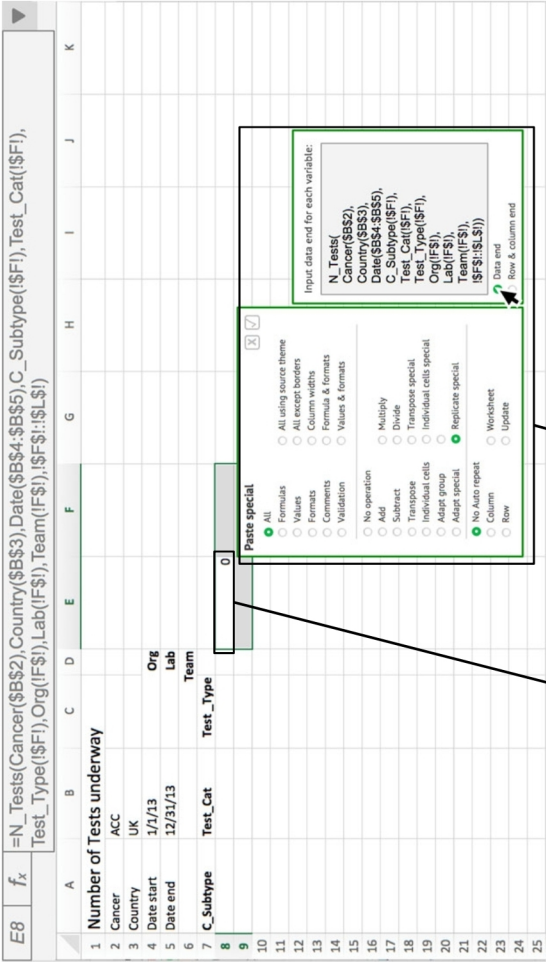 E8 fx =N_Tests(Cancer($B$2),Country($B$3),Date($B$4:$B$5),C_Subtype(!$F!),Test_Cat(!$F!),
Test_Type(!$F!),Org(!F$!),Lab(!F$!),Team(!F$!),!$F$!:!$L$!)
A B C D E F G H I J K
1 Number of Tests underway
2 Cancer ACC
3 Country UK
4 Date start 1/1/13 Org
5 Date end 12/31/13 Lab
6 Team
7 C_Subtype Test_Cat Test_Type
8 0
9
10
11
12
13
14
15
16
17
18
19
20
21
22
23
24
25
Paste special
All
Formulas
Values
Formats
Comments
Validation
All using source theme
All except borders
Column widths
Formula & formats
Values & formats
No operation
Add
Subtract
Transpose
Individual cells
Adapt group
Adapt special
Multiply
Divide
Transpose special
Individual cells special
Replicate special
No Auto repeat
Column
Row
Worksheet
Update
X
Input data end for each variable:
N_Tests(
Cancer($B$2),
Country($B$3),
Date($B$4:$B$5),
C_Subtype(!$F!),
Test_Cat(!$F!),
Test_Type(!$F!),
Org(!F$!),
Lab(!F$!),
Team(!F$!),
!$F$!:!$L$!))
Data end
Row & column end